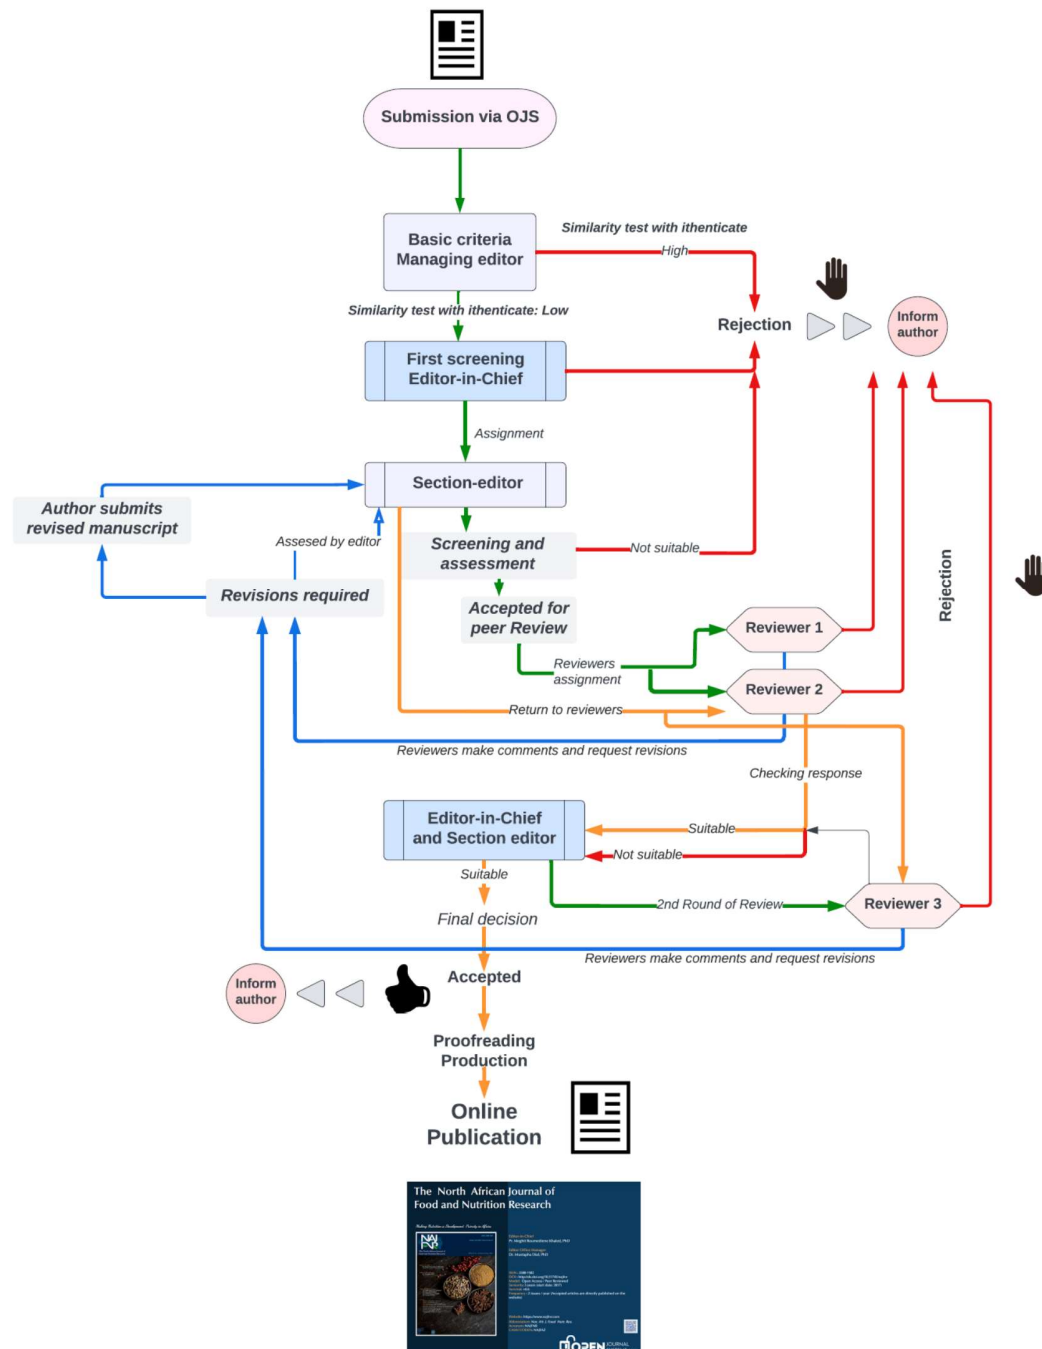 Submission via OJS
Basic criteria
Managing editor
Similarity test with ithenticate
High
Similarity test with ithenticate: Low
Rejection
Inform
author
First screening
Editor-in-Chief
Assignment
Section-editor
Author submits
revised manuscript
Assesed by editor
Screening and
assessment
Not suitable
Revisions required
Accepted for
peer Review
Rejection
Reviewer 1
Reviewers
assignment
Reviewer 2
Return to reviewers
Reviewers make comments and request revisions
Checking response
Editor-in-Chief
and Section editor
Suitable
Not suitable
Suitable
2nd Round of Review
Reviewer 3
Final decision
Reviewers make comments and request revisions
Inform
author
Accepted
Proofreading
Production
Online
Publication
The North African Journal of
Food and Nutrition Research
OPEN
JOURNAL